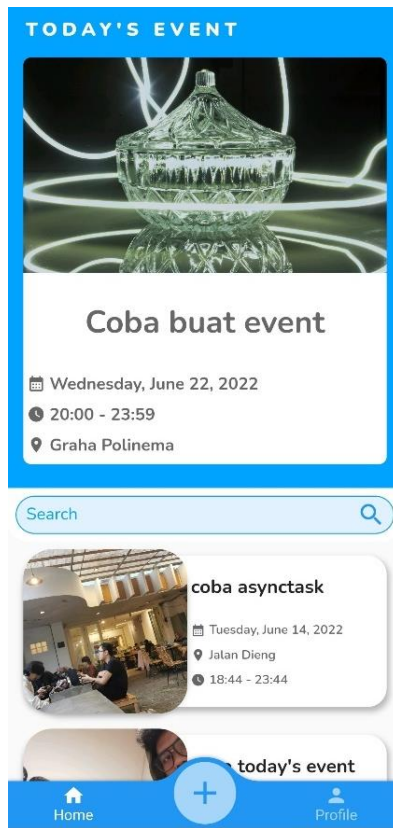 TODAY'S EVENT
Coba buat event
Wednesday, June 22, 2022
20:00 - 23:59
Graha Polinema
Search
coba asynctask
Tuesday, June 14, 2022
Jalan Dieng
18:44 - 23:44
today's event
+
Home
Profile